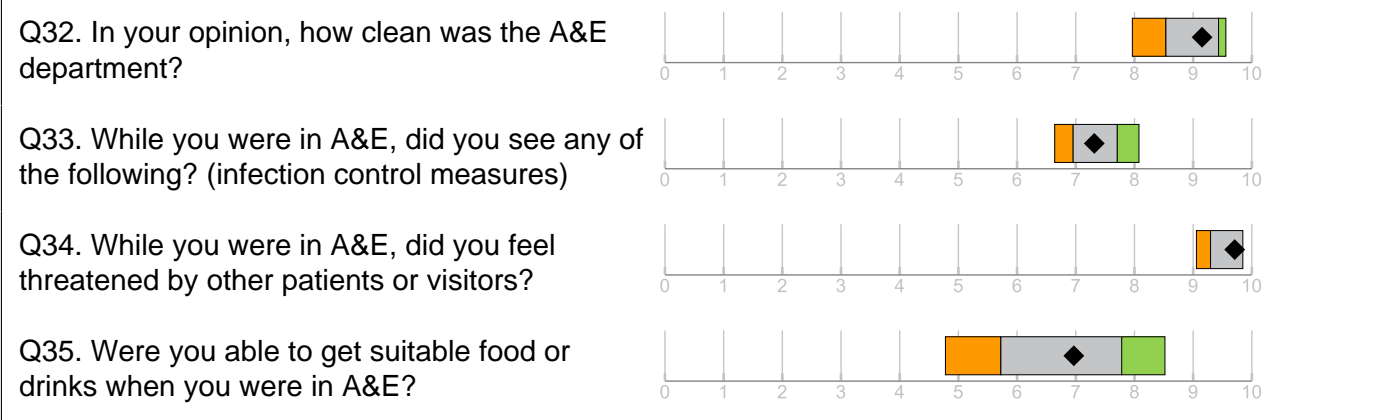 Q32. In your opinion, how clean was the A&E
department?
0 1 2 3 4 5 6 7 8 9 10
Q33. While you were in A&E, did you see any of
the following? (infection control measures)
0 1 2 3 4 5 6 7 8 9 10
Q34. While you were in A&E, did you feel
threatened by other patients or visitors?
0 1 2 3 4 5 6 7 8 9 10
Q35. Were you able to get suitable food or
drinks when you were in A&E?
0 1 2 3 4 5 6 7 8 9 10